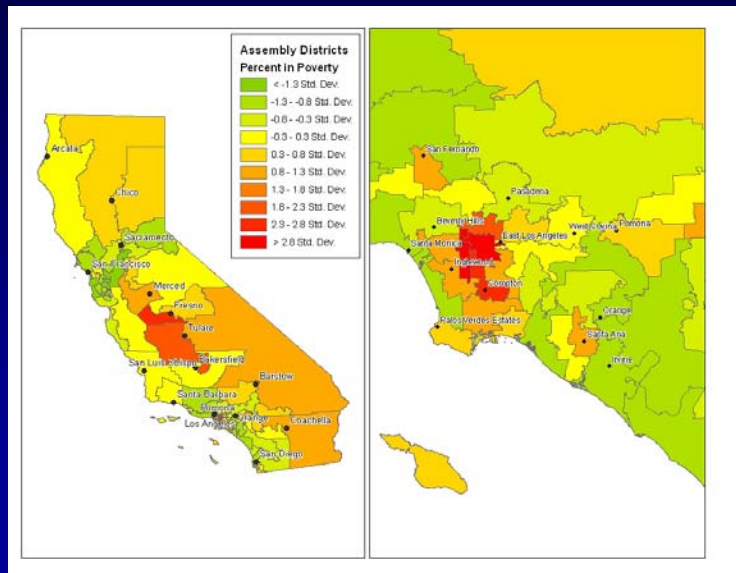 Assembly Districts
Percent in Poverty
< -1.3 Std. Dev.
-1.3 - -0.8 Std. Dev.
-0.8 - -0.3 Std. Dev.
-0.3 - 0.3 Std. Dev.
0.3 - 0.8 Std. Dev.
0.8 - 1.3 Std. Dev.
1.3 - 1.8 Std. Dev.
1.8 - 2.3 Std. Dev.
2.3 - 2.8 Std. Dev.
> 2.8 Std. Dev.
Arcata
Chico
Sacramento
San Francisco
Merced
Fresno
Tulare
San Luis Obispo
Bakersfield
Barstow
Santa Barbara
Pomona
Orange
Los Angeles
Coachella
San Diego
San Fernando
Pasadena
Beverly Hills
West Covina
Pomona
Santa Monica
East Los Angeles
Inglewood
Compton
Palos Verdes Estates
Orange
Santa Ana
Irvine